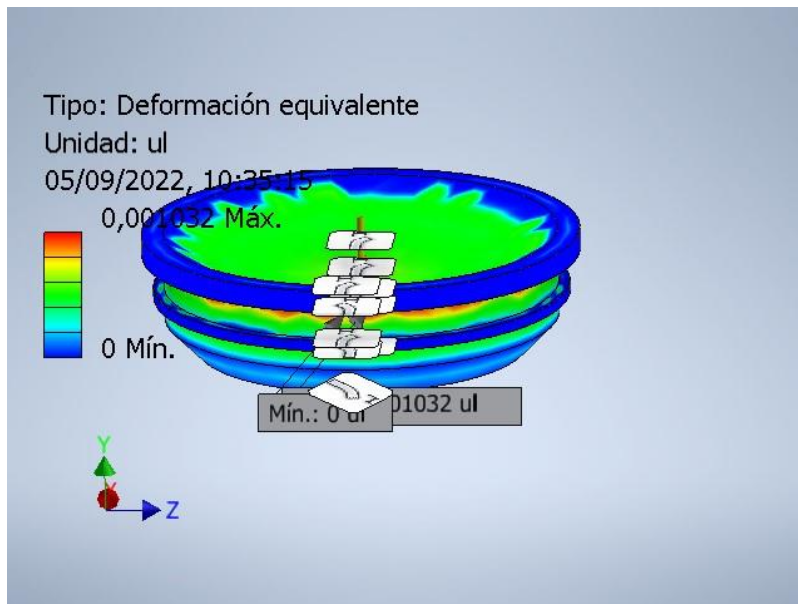 Tipo: Deformación equivalente
Unidad: ul
05/09/2022, 10:35:15
0,001032 Máx.
0 Mín.
Mín.: 0 ul
01032 ul
Y
Z